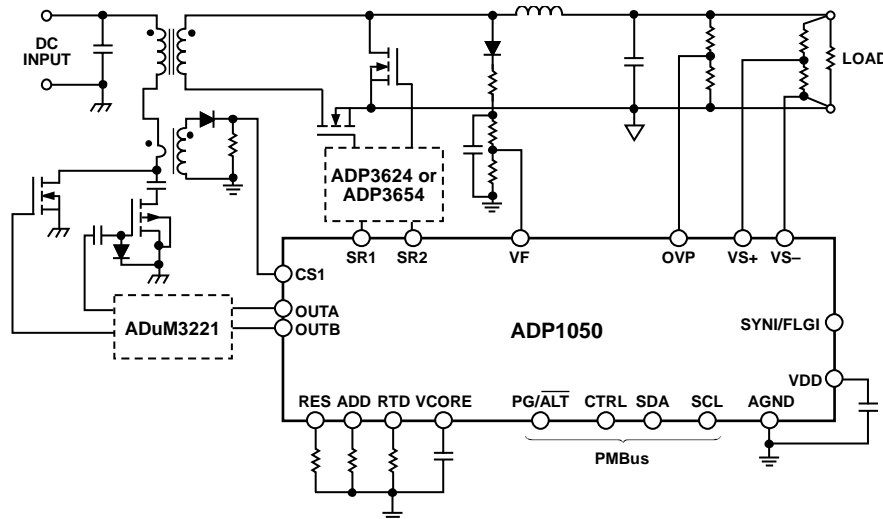 DC
INPUT
LOAD
ADP3624 or
ADP3654
SR1 SR2 VF OVP VS+ VS–
CS1
OUTA
OUTB
ADuM3221
ADP1050
SYNI/FLGI
VDD
RES ADD RTD VCORE PG/ALT CTRL SDA SCL AGND
PMBus